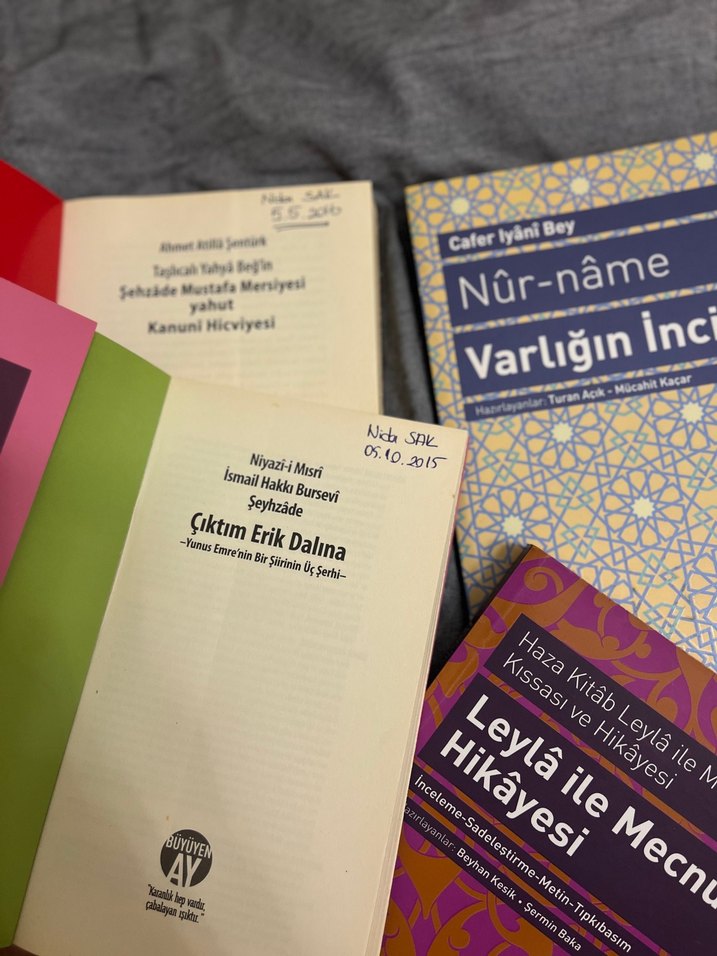 Nida SAK
5.5.2016
Ahmet Atillâ Şentürk
Taşlıcalı Yahyâ Beğ'in
Şehzâde Mustafa Mersiyesi
yahut
Kanunî Hicviyesi
Cafer Iyânî Bey
Nûr-nâme
Varlığın İnci
Hazırlayanlar: Turan Açık - Mücahit Kaçar
Nida SAK
05.10.2015
Niyazî-i Mısrî
İsmail Hakkı Bursevî
Şeyhzâde
Çıktım Erik Dalına
–Yunus Emre'nin Bir Şiirinin Üç Şerhi–
BÜYÜYEN
AY
"Karanlık hep vardır,
çabalayan ışıktır."
Haza Kitâb Leylâ ile M
Kıssası ve Hikâyesi
Leylâ ile Mecnu
Hikâyesi
İnceleme-Sadeleştirme-Metin-Tıpkıbasım
Hazırlayanlar: Beyhan Kesik • Şermin Baka